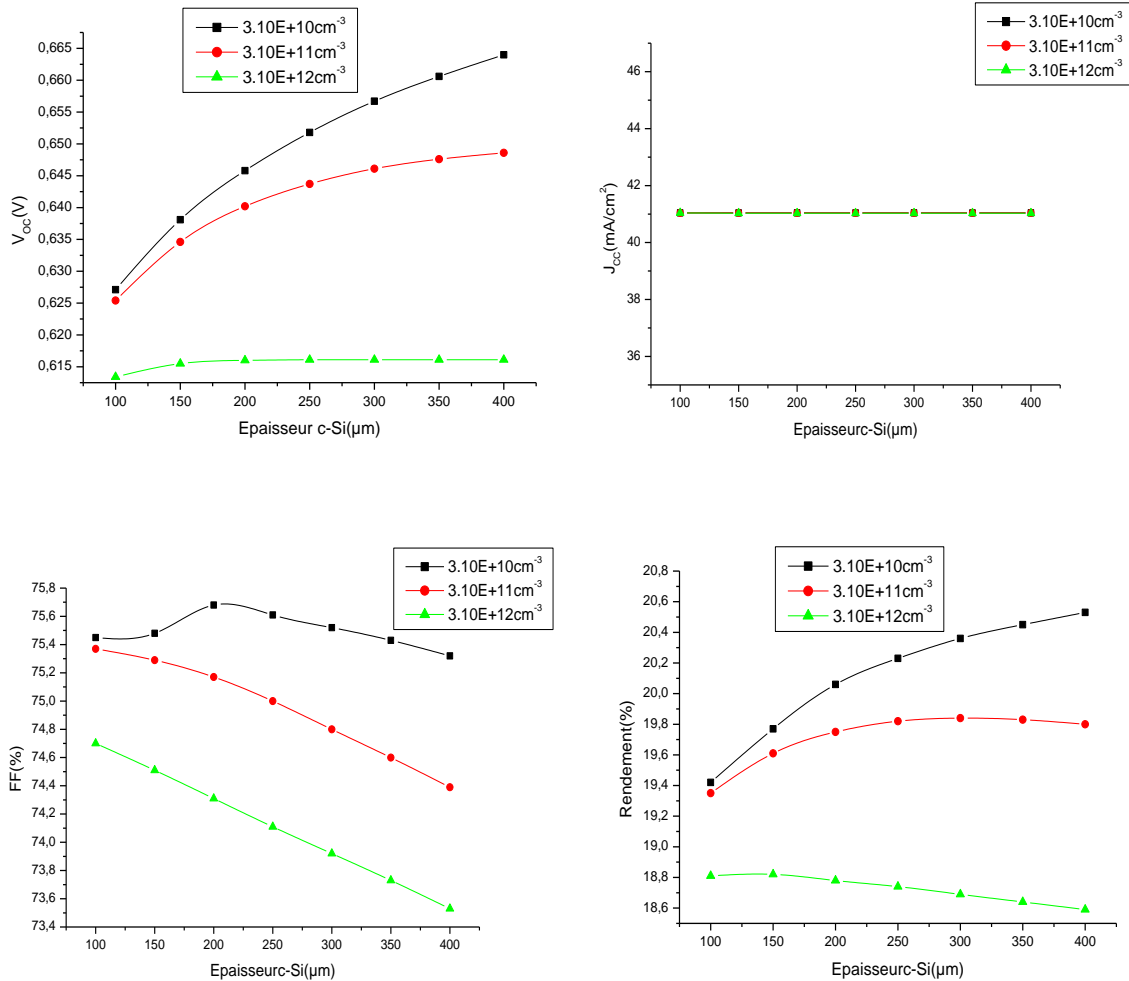 3.10E+10cm⁻³
3.10E+11cm⁻³
3.10E+12cm⁻³
0,665
0,660
0,655
0,650
0,645
0,640
0,635
0,630
0,625
0,620
0,615
V_OC(V)
100 150 200 250 300 350 400
Epaisseur c-Si(µm)
3.10E+10cm⁻³
3.10E+11cm⁻³
3.10E+12cm⁻³
46
44
42
40
38
36
J_CC(mA/cm²)
100 150 200 250 300 350 400
Epaisseurc-Si(µm)
3.10E+10cm⁻³
3.10E+11cm⁻³
3.10E+12cm⁻³
75,8
75,6
75,4
75,2
75,0
74,8
74,6
74,4
74,2
74,0
73,8
73,6
73,4
FF(%)
100 150 200 250 300 350 400
Epaisseurc-Si(µm)
3.10E+10cm⁻³
3.10E+11cm⁻³
3.10E+12cm⁻³
20,8
20,6
20,4
20,2
20,0
19,8
19,6
19,4
19,2
19,0
18,8
18,6
Rendement(%)
100 150 200 250 300 350 400
Epaisseurc-Si(µm)